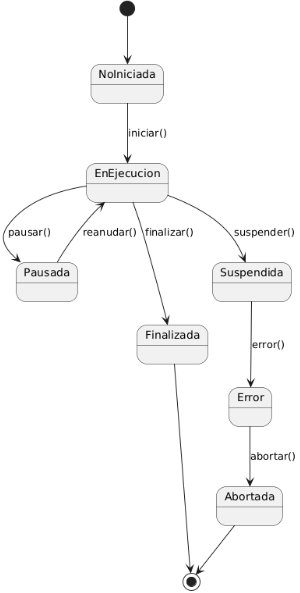 NoIniciada
iniciar()
EnEjecucion
pausar()
reanudar()
finalizar()
suspender()
Pausada
Suspendida
Finalizada
error()
Error
abortar()
Abortada